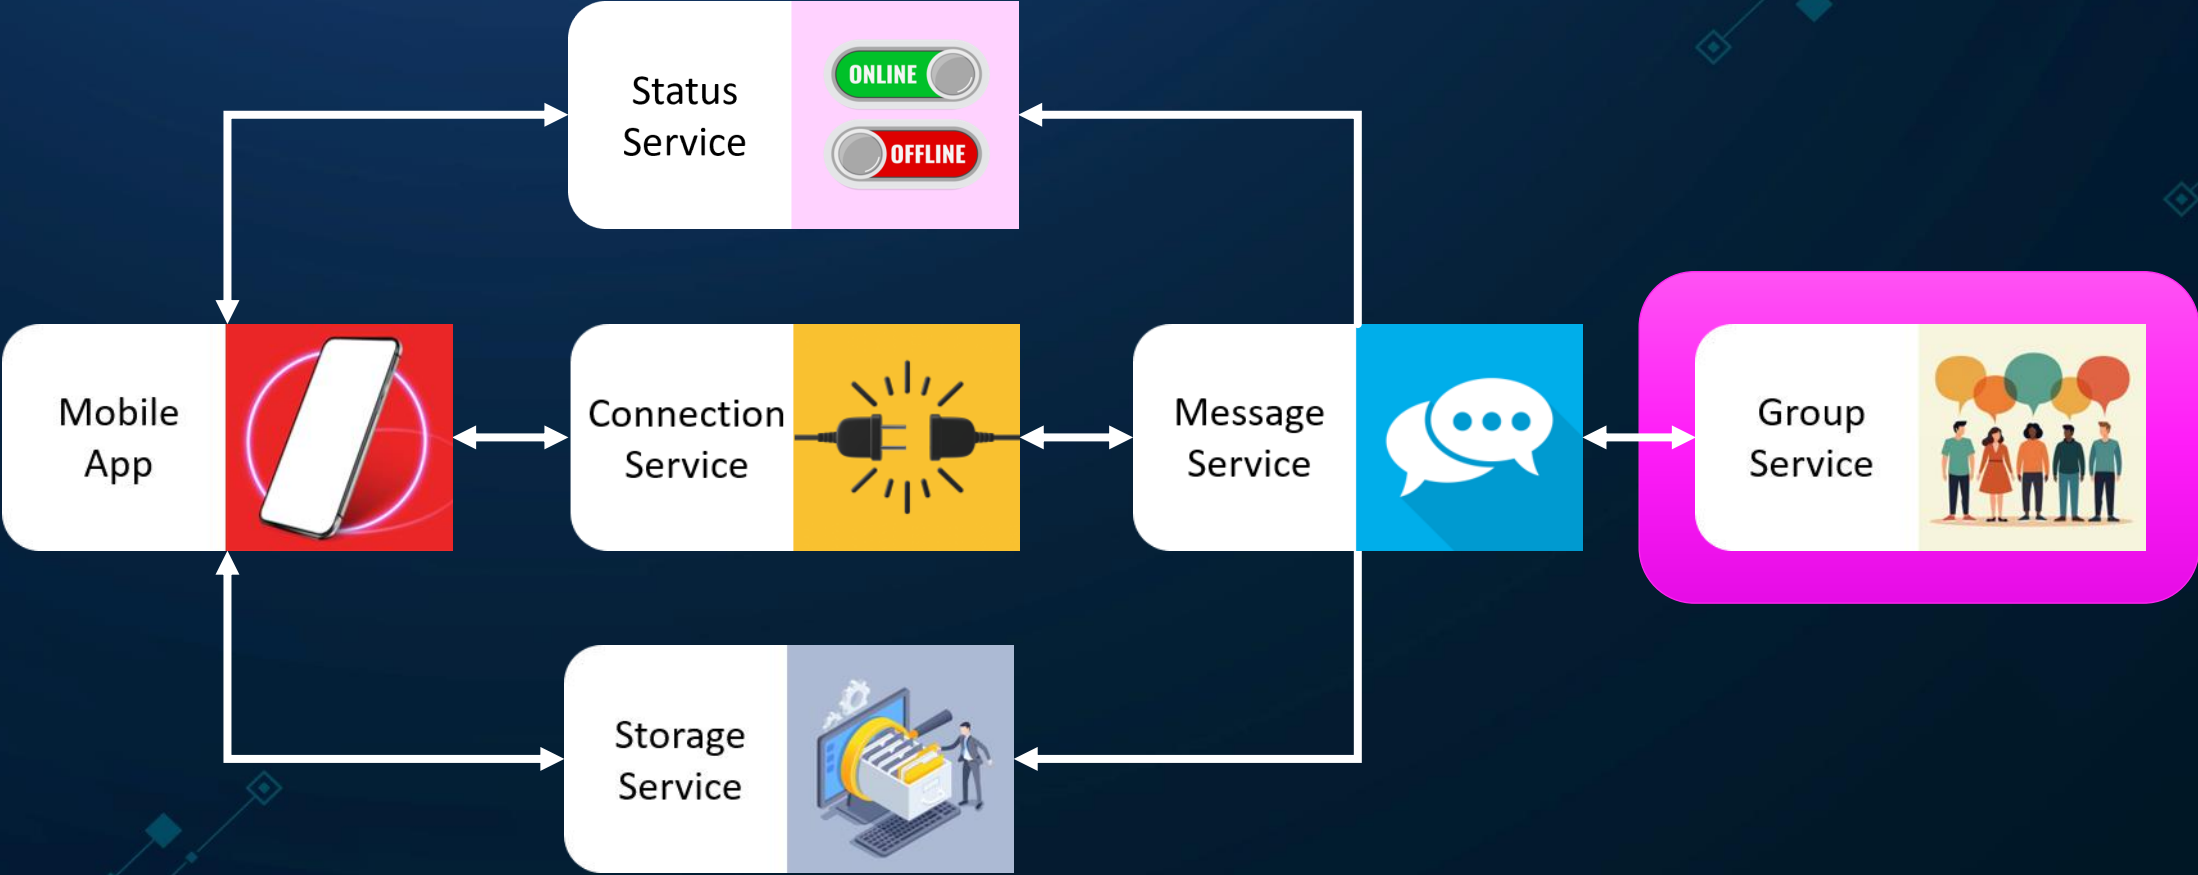 Status
Service
ONLINE
OFFLINE
Mobile
App
Connection
Service
Message
Service
Group
Service
Storage
Service